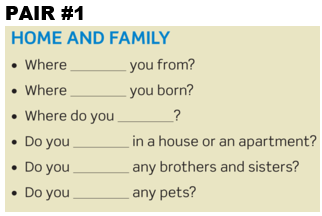 PAIR #1
HOME AND FAMILY
• Where ________ you from?
• Where ________ you born?
• Where do you ________?
• Do you ________ in a house or an apartment?
• Do you ________ any brothers and sisters?
• Do you ________ any pets?